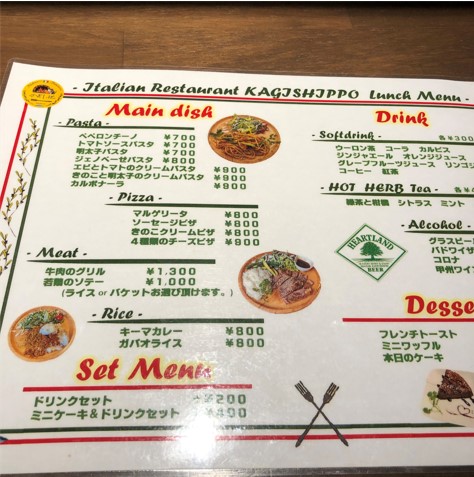 - Italian Restaurant KAGISHIPPO Lunch Menu -
Main dish
- Pasta -
ペペロンチーノ ￥700
トマトソースパスタ ￥700
明太子パスタ ￥700
ジェノベーゼパスタ ￥800
エビとトマトのクリームパスタ ￥900
きのこと明太子のクリームパスタ ￥900
カルボナーラ ￥900
- Pizza -
マルゲリータ ￥800
ソーセージピザ ￥800
きのこクリームピザ ￥900
4種類のチーズピザ ￥900
- Meat -
牛肉のグリル ￥1,300
若鶏のソテー ￥1,000
(ライス or バケットお選び頂けます。)
- Rice -
キーマカレー ￥800
ガパオライス ￥800
Set Menu
ドリンクセット +￥200
ミニケーキ＆ドリンクセット ￥400
Drink
- Softdrink - 各￥300
ウーロン茶 コーラ カルピス
ジンジャエール オレンジジュース
グレープフルーツジュース リンゴジ
コーヒー 紅茶
- HOT HERB Tea - 各￥
緑茶と柑橘 シトラス ミント
- Alcohol -
HEARTLAND
BEER
グラスビー
バドワイザ
コロナ
甲州ワイ
Desse
フレンチトースト
ミニワッフル
本日のケーキ